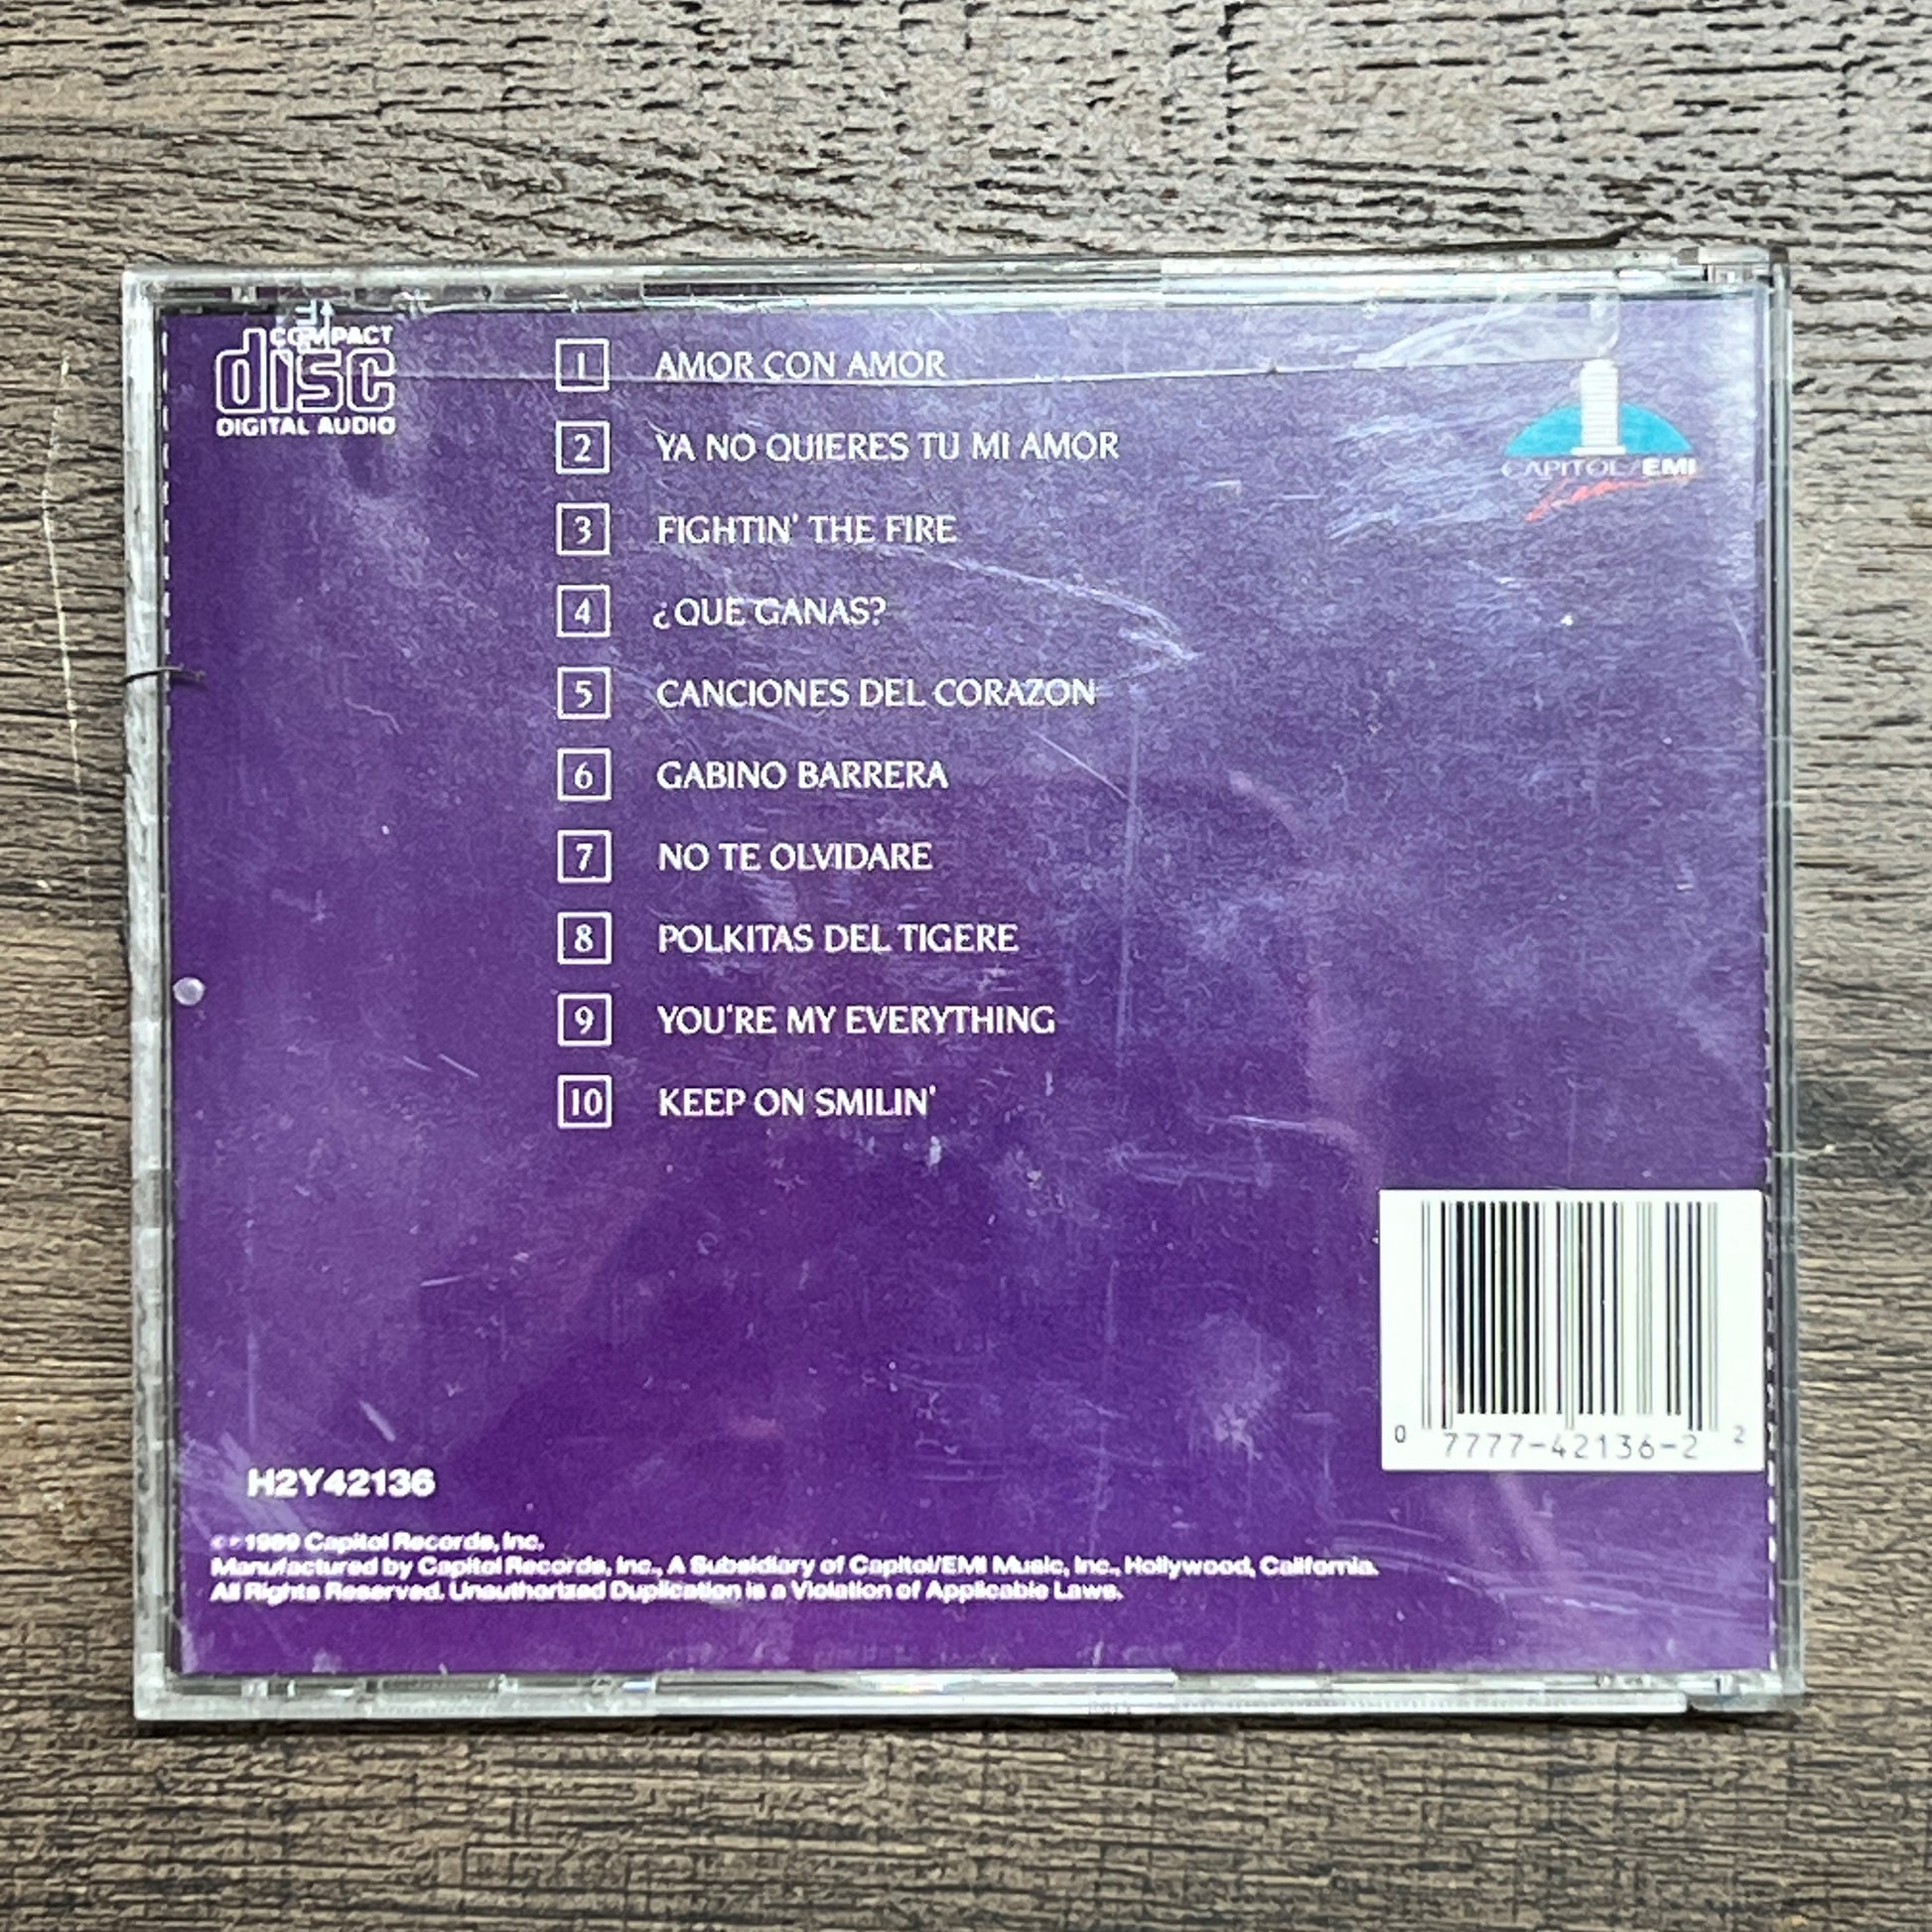 COMPACT
disc
DIGITAL AUDIO
1 AMOR CON AMOR
2 YA NO QUIERES TU MI AMOR
3 FIGHTIN' THE FIRE
4 ¿QUE GANAS?
5 CANCIONES DEL CORAZON
6 GABINO BARRERA
7 NO TE OLVIDARE
8 POLKITAS DEL TIGERE
9 YOU'RE MY EVERYTHING
10 KEEP ON SMILIN'
CAPITOL/EMI
Latin
0 7777-42136-2 2
H2Y42136
©℗1989 Capitol Records, Inc.
Manufactured by Capitol Records, Inc., A Subsidiary of Capitol/EMI Music, Inc., Hollywood, California.
All Rights Reserved. Unauthorized Duplication is a Violation of Applicable Laws.